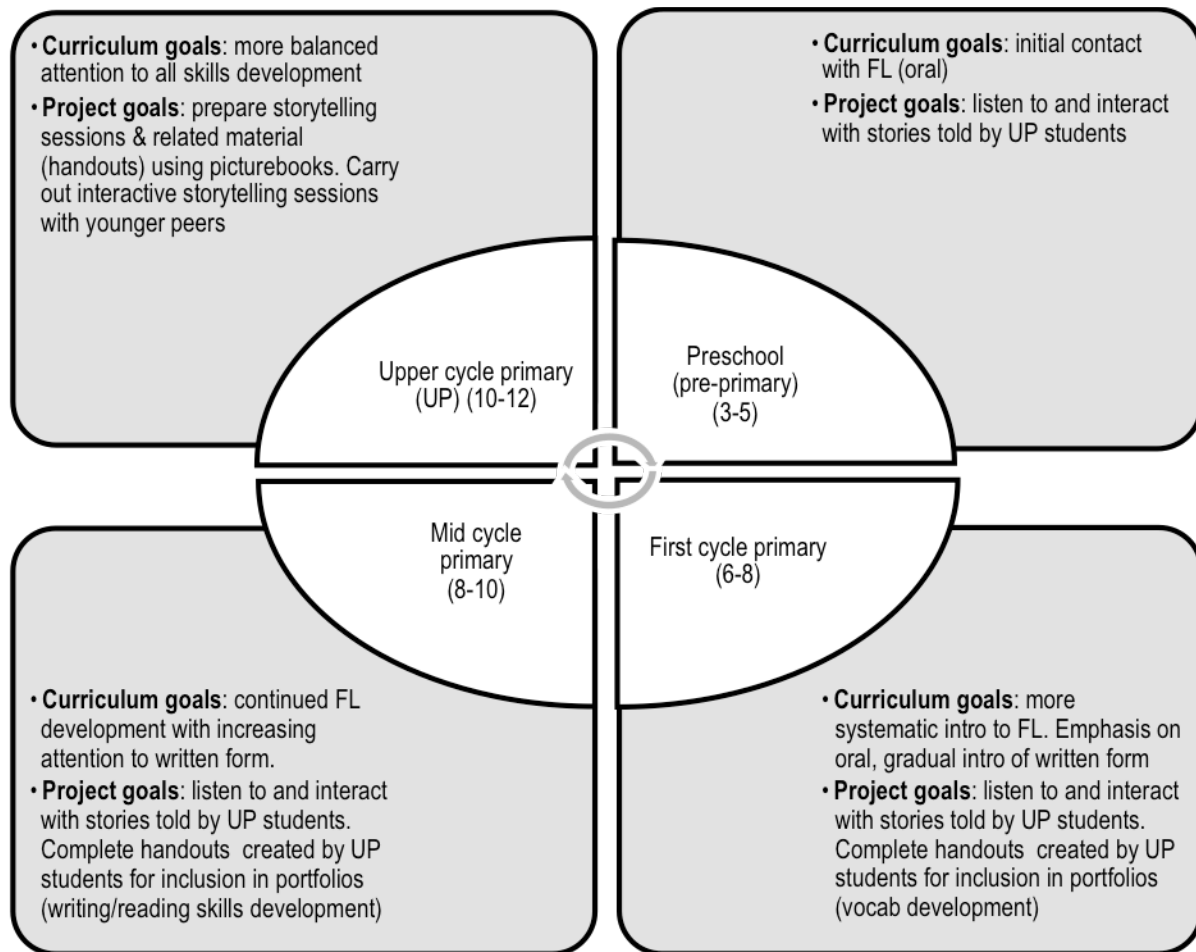 • Curriculum goals: more balanced
attention to all skills development
• Project goals: prepare storytelling
sessions & related material
(handouts) using picturebooks. Carry
out interactive storytelling sessions
with younger peers
• Curriculum goals: initial contact
with FL (oral)
• Project goals: listen to and interact
with stories told by UP students
Upper cycle primary
(UP) (10-12)
Preschool
(pre-primary)
(3-5)
Mid cycle
primary
(8-10)
First cycle primary
(6-8)
• Curriculum goals: continued FL
development with increasing
attention to written form.
• Project goals: listen to and interact
with stories told by UP students.
Complete handouts created by UP
students for inclusion in portfolios
(writing/reading skills development)
• Curriculum goals: more
systematic intro to FL. Emphasis on
oral, gradual intro of written form
• Project goals: listen to and interact
with stories told by UP students.
Complete handouts created by UP
students for inclusion in portfolios
(vocab development)